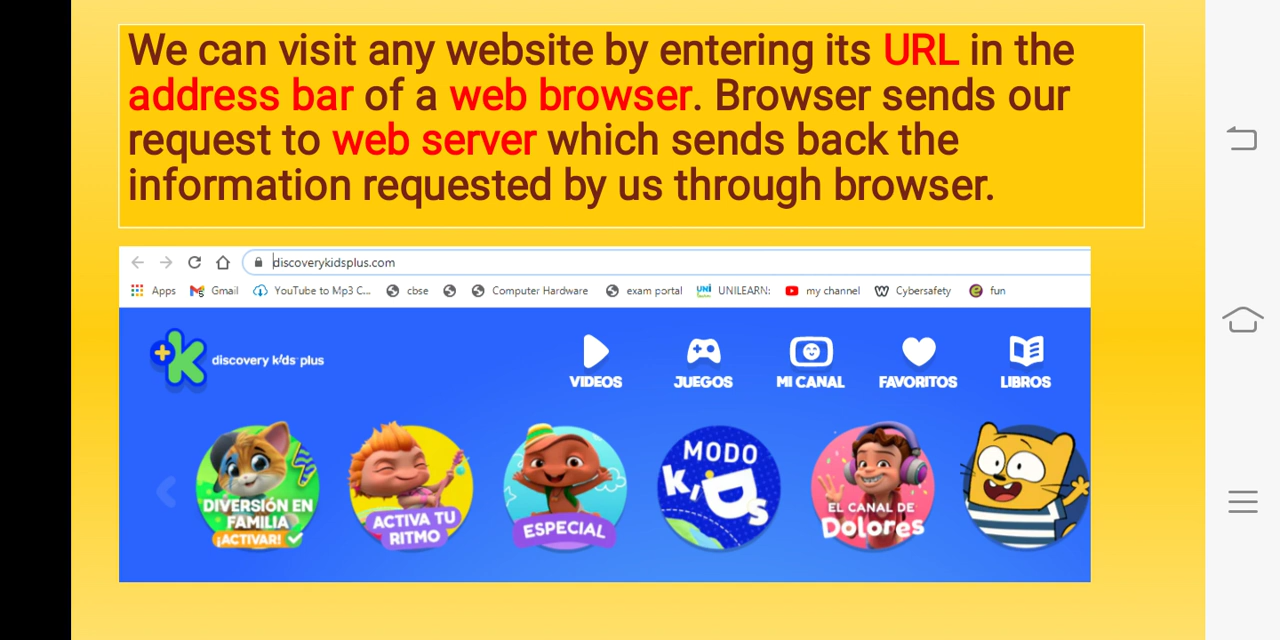 We can visit any website by entering its URL in the
address bar of a web browser. Browser sends our
request to web server which sends back the
information requested by us through browser.
discoverykidsplus.com
Apps Gmail YouTube to Mp3 C... cbse Computer Hardware exam portal UNILEARN: my channel Cybersafety fun
discovery kids plus
VIDEOS JUEGOS MI CANAL FAVORITOS LIBROS
DIVERSIÓN EN
FAMILIA
¡ACTIVAR!
ACTIVA TU
RITMO
ESPECIAL
MODO
KIDS
EL CANAL DE
Dolores